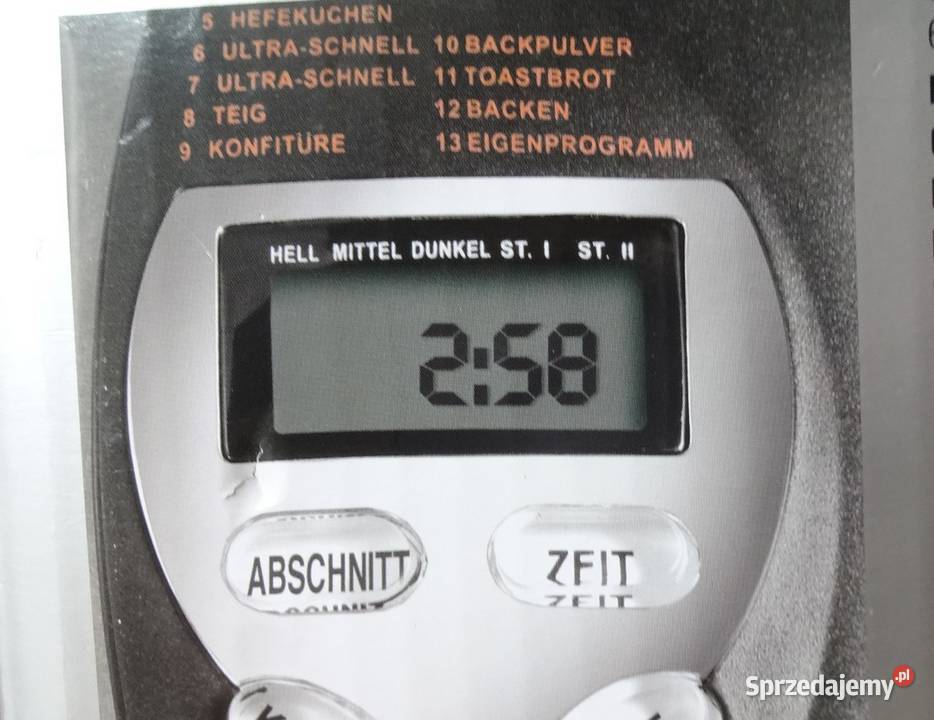 5 HEFEKUCHEN
6 ULTRA-SCHNELL 10 BACKPULVER
7 ULTRA-SCHNELL 11 TOASTBROT
8 TEIG 12 BACKEN
9 KONFITÜRE 13 EIGENPROGRAMM
HELL MITTEL DUNKEL ST. I ST. II
2:58
ABSCHNITT ZEIT
Sprzedajemy.pl